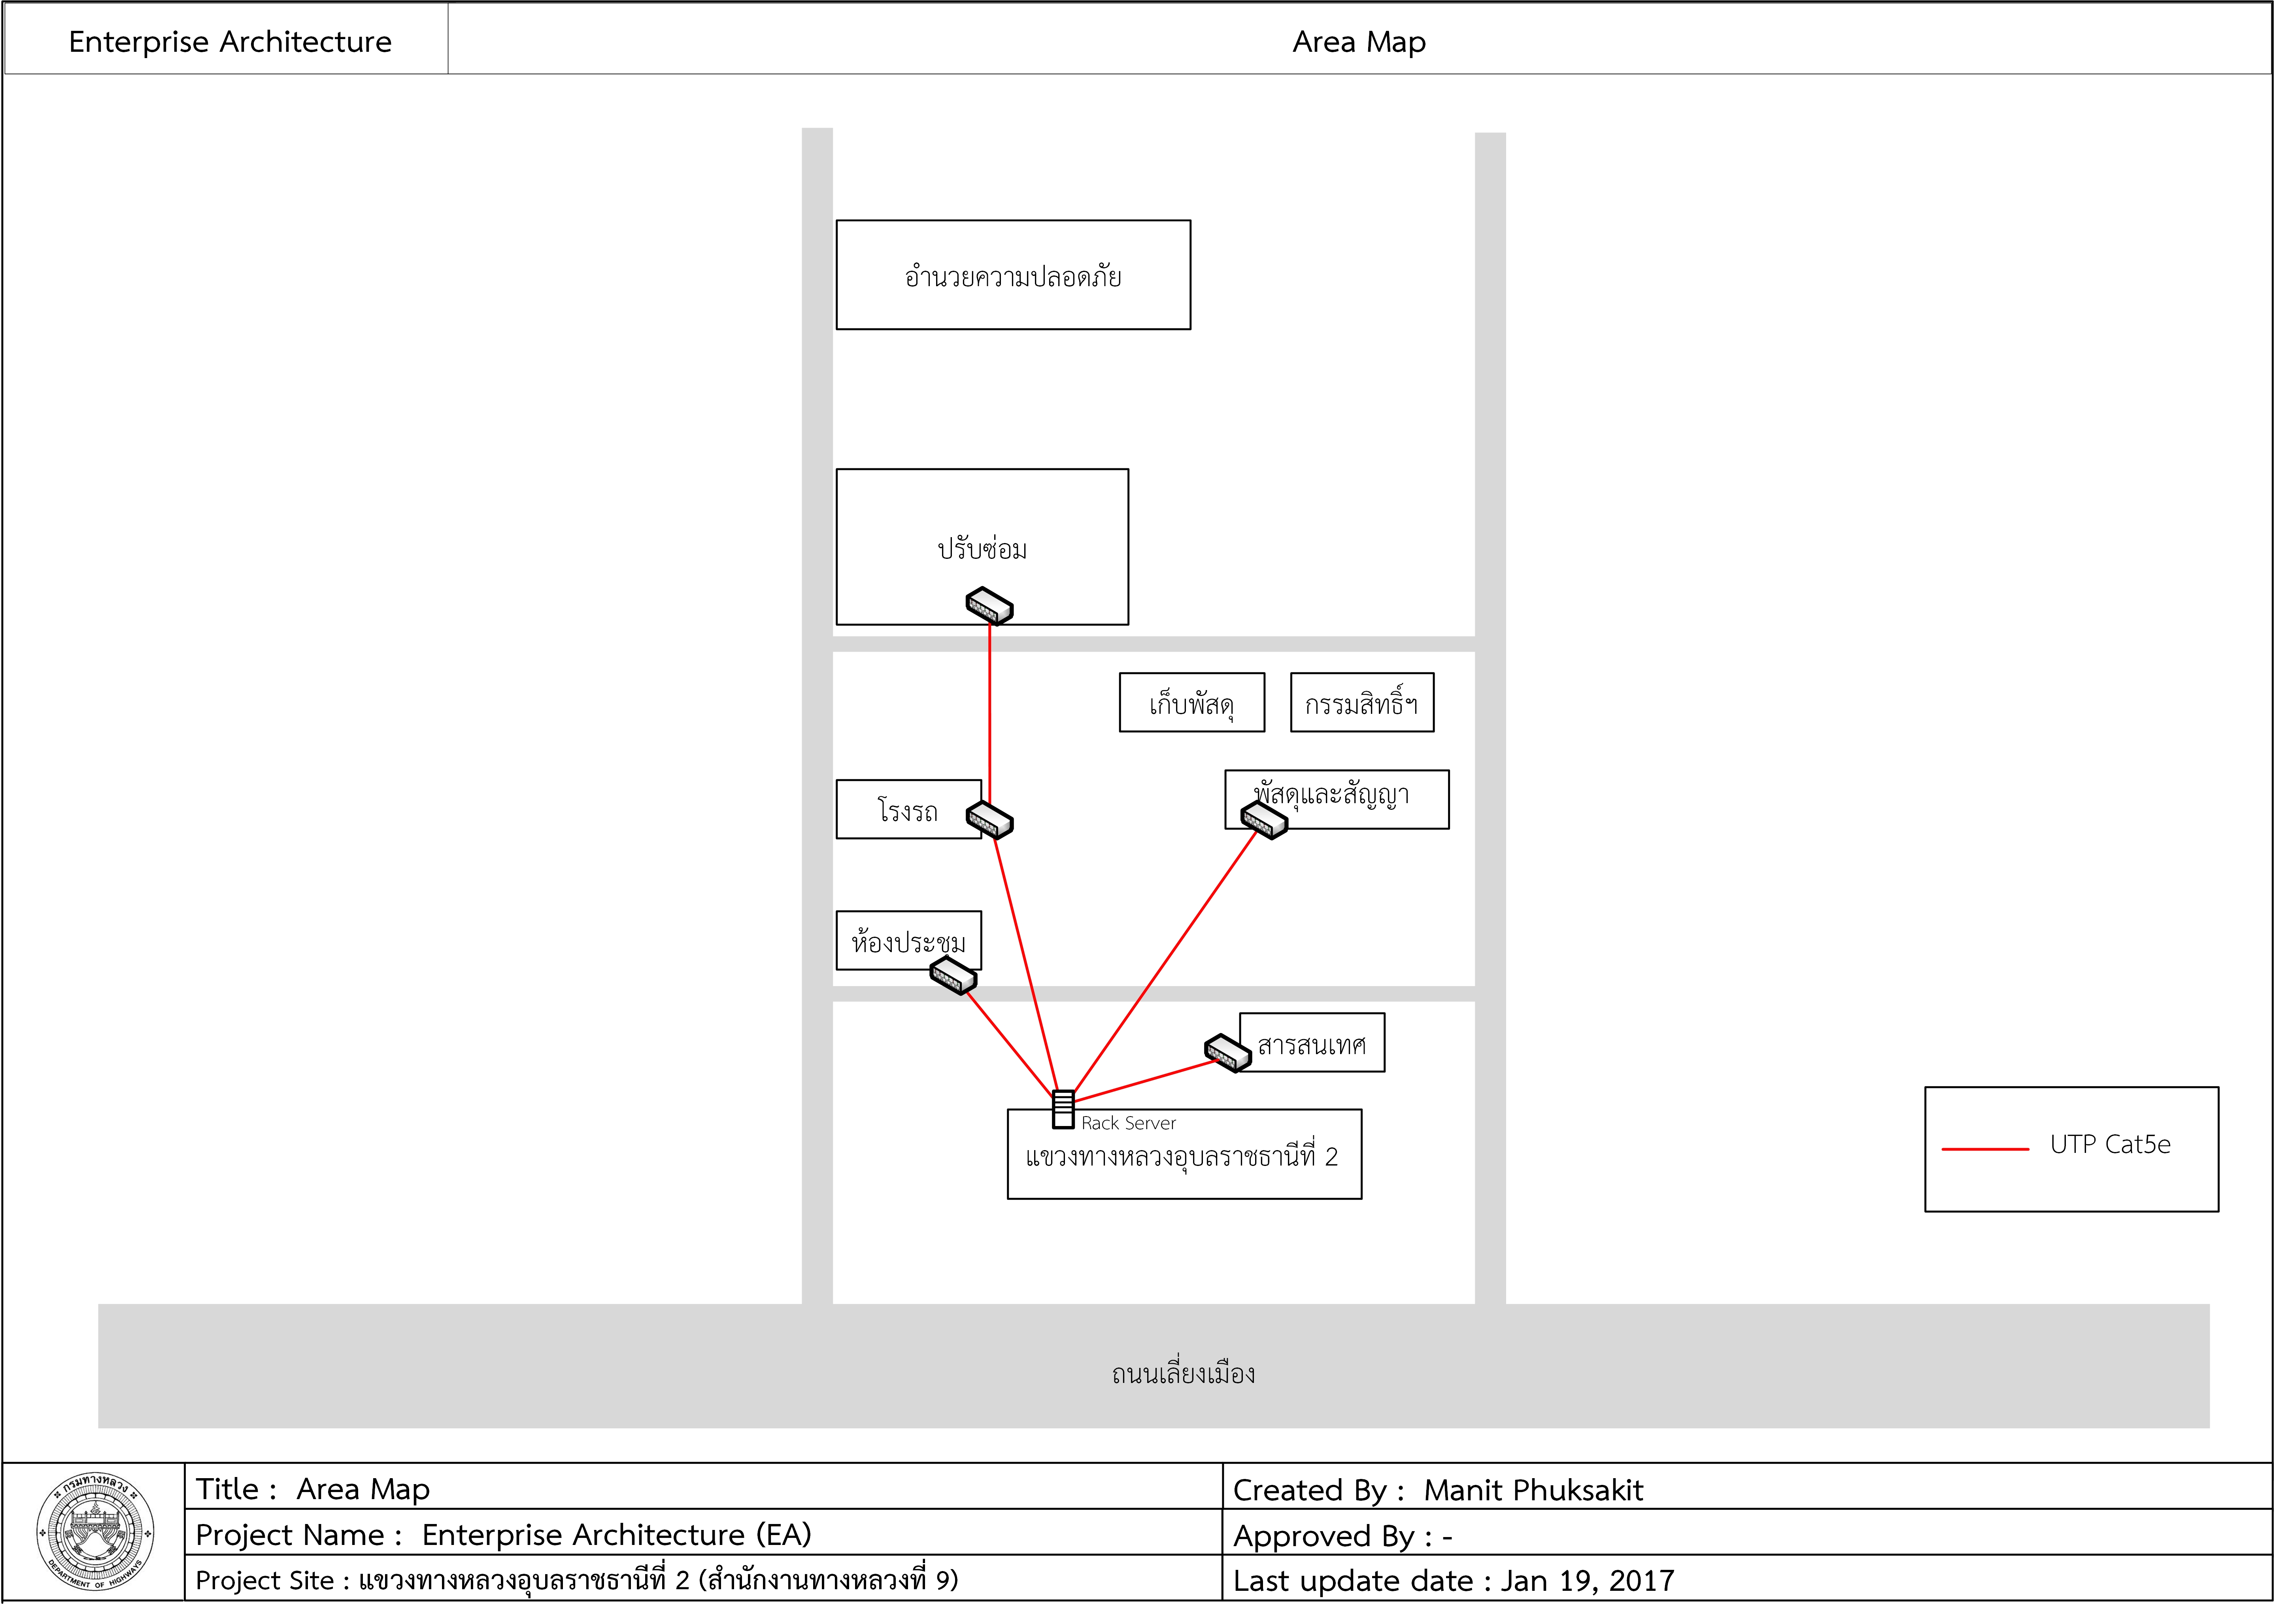 Enterprise Architecture
Area Map
อำนวยความปลอดภัย
ปรับซ่อม
เก็บพัสดุ
กรรมสิทธิ์ฯ
โรงรถ
พัสดุและสัญญา
ห้องประชุม
สารสนเทศ
Rack Server
แขวงทางหลวงอุบลราชธานีที่ 2
UTP Cat5e
ถนนเลี่ยงเมือง
กรมทางหลวง
DEPARTMENT OF HIGHWAYS
Title : Area Map
Created By : Manit Phuksakit
Project Name : Enterprise Architecture (EA)
Approved By : -
Project Site : แขวงทางหลวงอุบลราชธานีที่ 2 (สำนักงานทางหลวงที่ 9)
Last update date : Jan 19, 2017